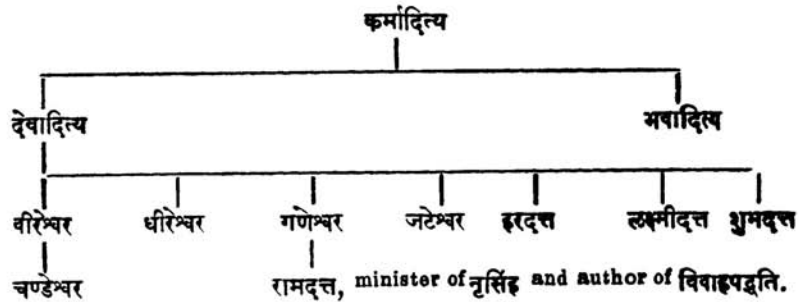 कर्मादित्य
देवादित्य भवादित्य
वीरेश्वर धीरेश्वर गणेश्वर जटेश्वर हरदत्त लक्ष्मीदत्त शुभदत्त
चण्डेश्वर रामदत्त, minister of नृसिंह and author of विवाहपद्धति.